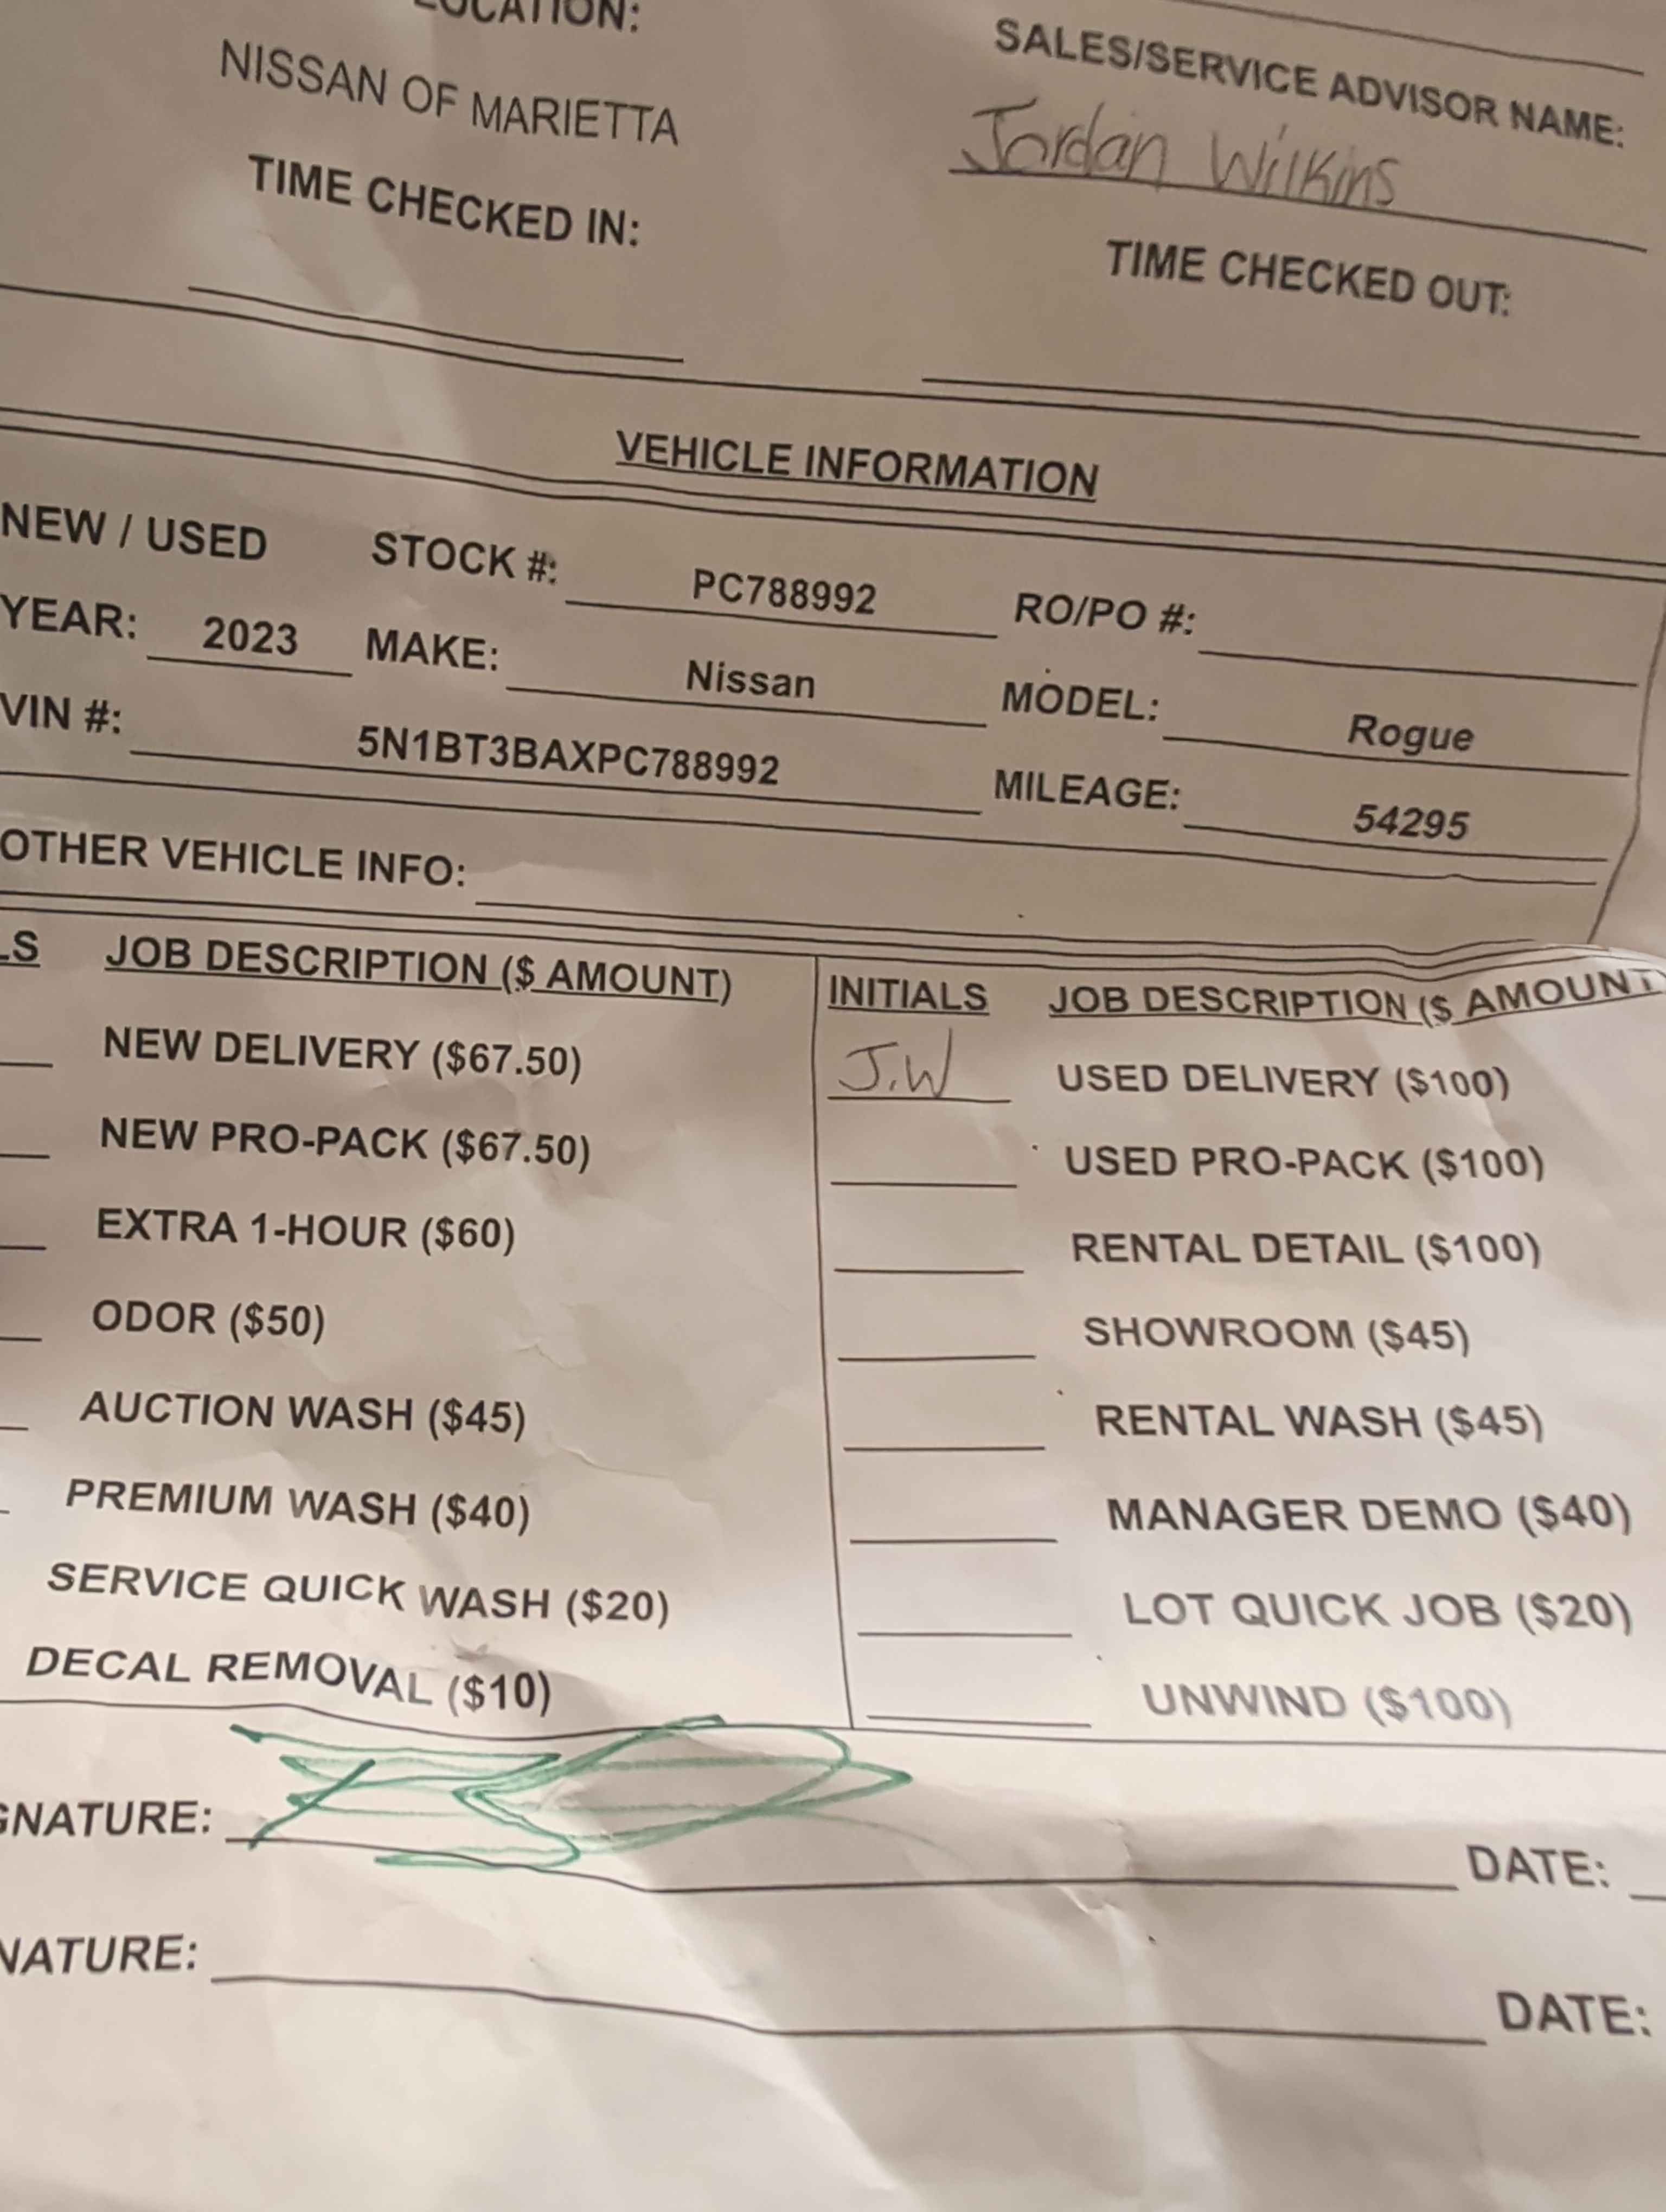 LOCATION:
NISSAN OF MARIETTA
SALES/SERVICE ADVISOR NAME:
Jordan Wilkins
TIME CHECKED IN:
TIME CHECKED OUT:
VEHICLE INFORMATION
NEW / USED STOCK #: PC788992 RO/PO #:
YEAR: 2023 MAKE: Nissan MODEL: Rogue
VIN #: 5N1BT3BAXPC788992 MILEAGE: 54295
OTHER VEHICLE INFO:
LS JOB DESCRIPTION ($ AMOUNT) INITIALS JOB DESCRIPTION ($ AMOUNT)
NEW DELIVERY ($67.50) J.W USED DELIVERY ($100)
NEW PRO-PACK ($67.50) USED PRO-PACK ($100)
EXTRA 1-HOUR ($60) RENTAL DETAIL ($100)
ODOR ($50) SHOWROOM ($45)
AUCTION WASH ($45) RENTAL WASH ($45)
PREMIUM WASH ($40) MANAGER DEMO ($40)
SERVICE QUICK WASH ($20) LOT QUICK JOB ($20)
DECAL REMOVAL ($10) UNWIND ($100)
GNATURE: DATE:
NATURE: DATE: